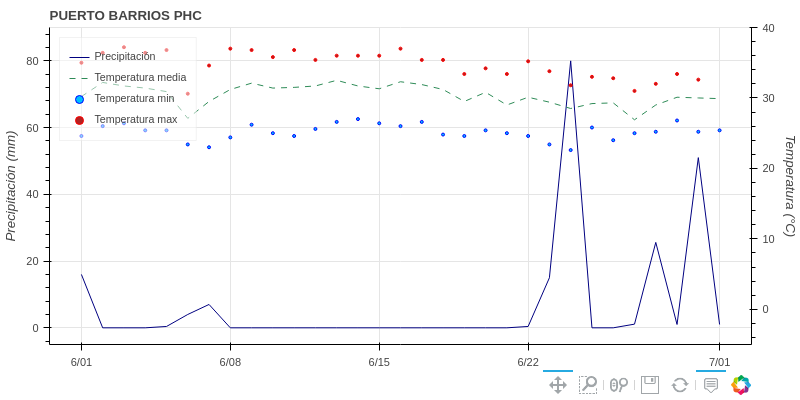 PUERTO BARRIOS PHC
Precipitación
Temperatura media
Temperatura min
Temperatura max
Precipitación (mm)
80
60
40
20
0
Temperatura (°C)
40
30
20
10
0
6/01
6/08
6/15
6/22
7/01